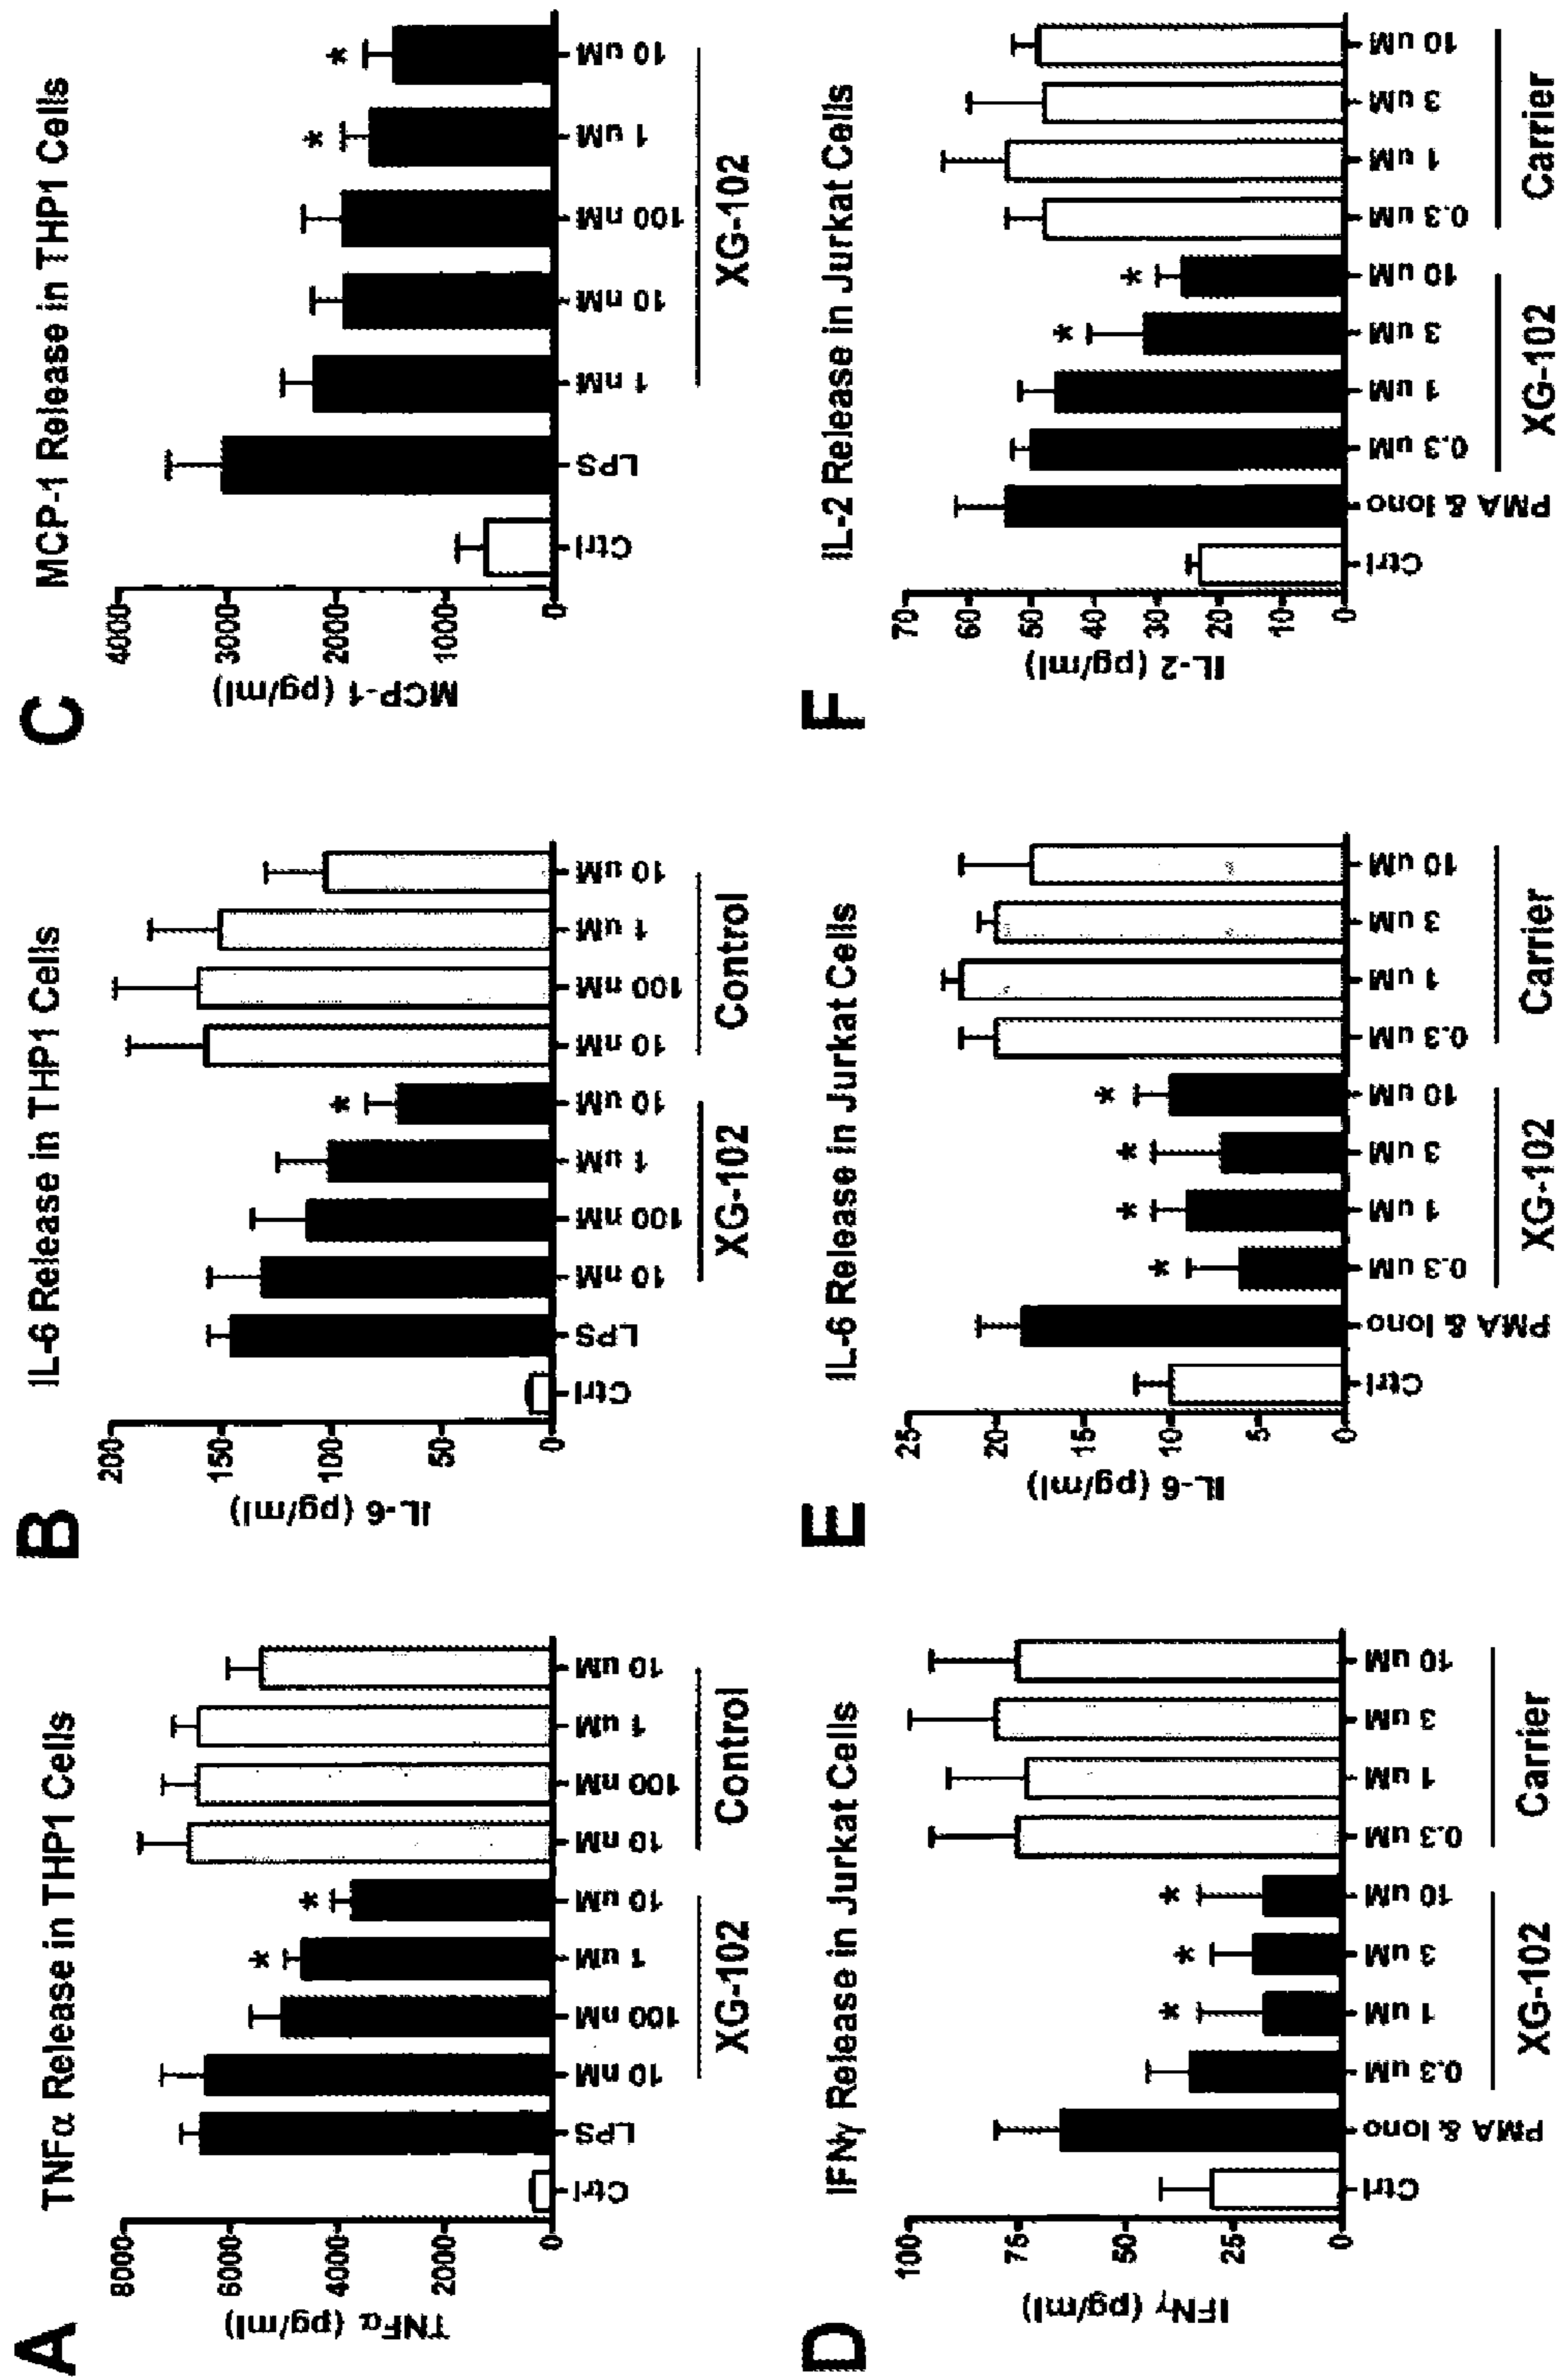 A
TNFα Release in THP1 Cells
TNFα (pg/ml)
8000
6000
4000
2000
0
Ctrl
LPS
10 nM
100 nM
1 uM
10 uM
10 nM
100 nM
1 uM
10 uM
XG-102
Control
B
IL-6 Release in THP1 Cells
IL-6 (pg/ml)
200
150
100
50
0
Ctrl
LPS
10 nM
100 nM
1 uM
10 uM
10 nM
100 nM
1 uM
10 uM
XG-102
Control
C
MCP-1 Release in THP1 Cells
MCP-1 (pg/ml)
4000
3000
2000
1000
0
Ctrl
LPS
1 nM
10 nM
100 nM
1 uM
10 uM
XG-102
D
IFNγ Release in Jurkat Cells
IFNγ (pg/ml)
100
75
50
25
0
Ctrl
PMA & Iono
0.3 uM
1 uM
3 uM
10 uM
0.3 uM
1 uM
3 uM
10 uM
XG-102
Carrier
E
IL-6 Release in Jurkat Cells
IL-6 (pg/ml)
25
20
15
10
5
0
Ctrl
PMA & Iono
0.3 uM
1 uM
3 uM
10 uM
0.3 uM
1 uM
3 uM
10 uM
XG-102
Carrier
F
IL-2 Release in Jurkat Cells
IL-2 (pg/ml)
70
60
50
40
30
20
10
0
Ctrl
PMA & Iono
0.3 uM
1 uM
3 uM
10 uM
0.3 uM
1 uM
3 uM
10 uM
XG-102
Carrier